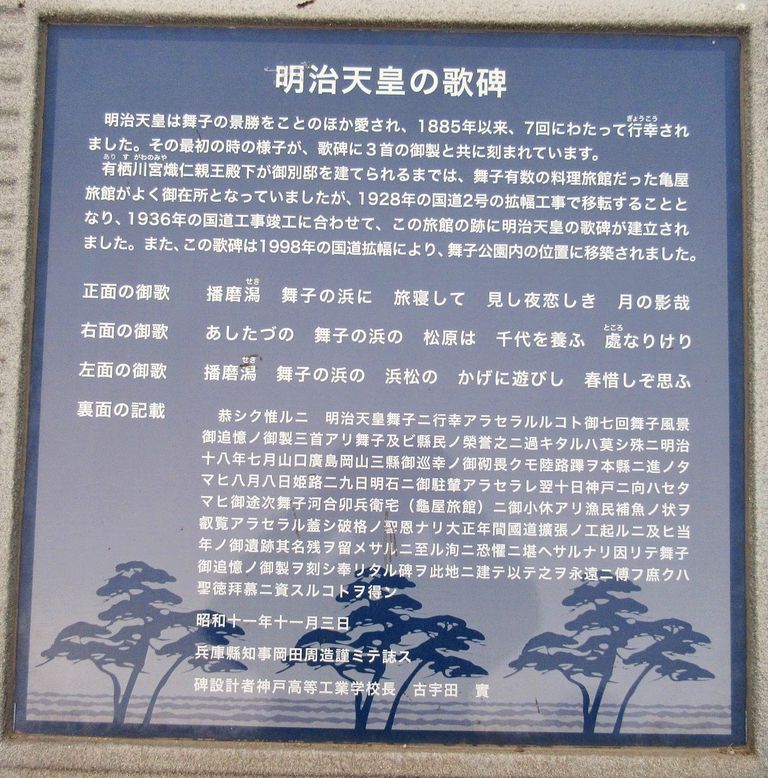 明治天皇の歌碑
明治天皇は舞子の景勝をことのほか愛され、1885年以来、7回にわたって行幸され
ました。その最初の時の様子が、歌碑に3首の御製と共に刻まれています。
有栖川宮熾仁親王殿下が御別邸を建てられるまでは、舞子有数の料理旅館だった亀屋
旅館がよく御在所となっていましたが、1928年の国道2号の拡幅工事で移転することと
なり、1936年の国道工事竣工に合わせて、この旅館の跡に明治天皇の歌碑が建立され
ました。また、この歌碑は1998年の国道拡幅により、舞子公園内の位置に移築されました。
正面の御歌 播磨潟 舞子の浜に 旅寝して 見し夜恋しき 月の影哉
右面の御歌 あしたづの 舞子の浜の 松原は 千代を養ふ 處なりけり
左面の御歌 播磨潟 舞子の浜の 浜松の かげに遊びし 春惜しぞ思ふ
裏面の記載 恭シク惟ルニ 明治天皇舞子ニ行幸アラセラルルコト御七回舞子風景
御追憶ノ御製三首アリ舞子及ビ縣民ノ榮誉之ニ過キタルハ莫シ殊ニ明治
十八年七月山口廣島岡山三縣御巡幸ノ御砌畏クモ陸路蹕ヲ本縣ニ進ノタ
マヒ八月八日姫路ニ九日明石ニ御駐輦アラセラレ翌十日神戸ニ向ハセタ
マヒ御途次舞子河合卯兵衛宅（龜屋旅館）ニ御小休アリ漁民補魚ノ状ヲ
叡覧アラセラル蓋シ破格ノ聖恩ナリ大正年間國道擴張ノ工起ルニ及ヒ当
年ノ御遺跡其名残ヲ留メサルニ至ル洵ニ恐懼ニ堪ヘサルナリ因リテ舞子
御追憶ノ御製ヲ刻シ奉リタル碑ヲ此地ニ建テ以テ之ヲ永遠ニ傅フ庶クハ
聖徳拝慕ニ資スルコトヲ得ン
昭和十一年十一月三日
兵庫縣知事岡田周造謹ミテ誌ス
碑設計者神戸高等工業学校長 古宇田 實